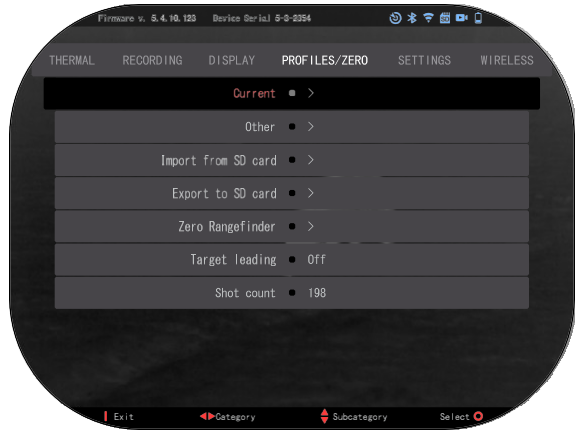 Firmware v. 5.4.10.123 Device Serial 5-3-2354
THERMAL RECORDING DISPLAY PROFILES/ZERO SETTINGS WIRELESS
Current >
Other >
Import from SD card >
Export to SD card >
Zero Rangefinder >
Target leading Off
Shot count 198
Exit Category Subcategory Select